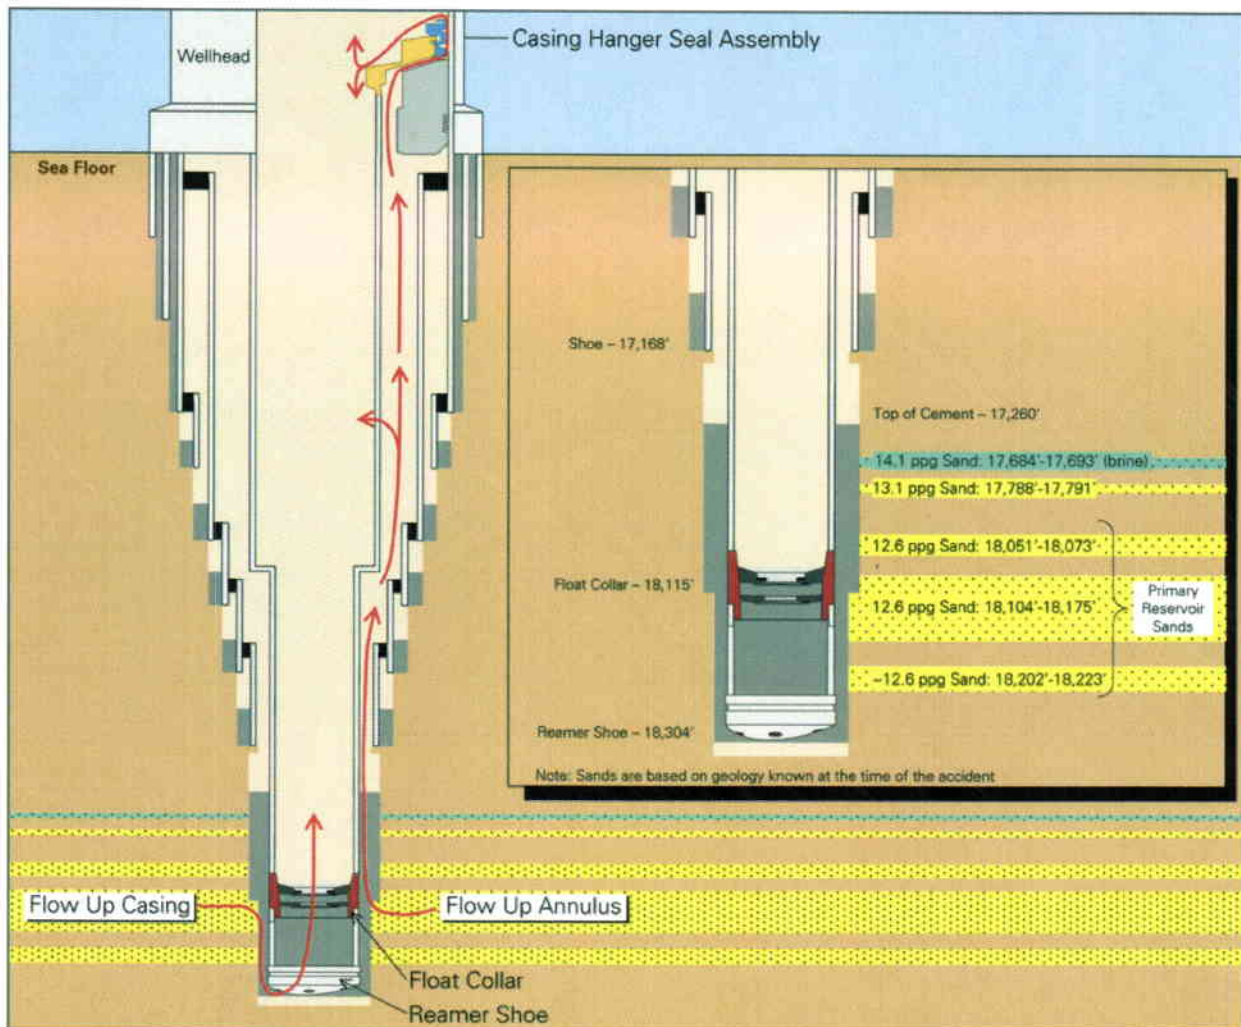 Wellhead
Casing Hanger Seal Assembly
Sea Floor
Shoe – 17,168'
Top of Cement – 17,260'
14.1 ppg Sand: 17,684'-17,693' (brine)
13.1 ppg Sand: 17,788'-17,791'
12.6 ppg Sand: 18,051'-18,073'
Float Collar – 18,115'
12.6 ppg Sand: 18,104'-18,175'
Primary
Reservoir
Sands
~12.6 ppg Sand: 18,202'-18,223'
Reamer Shoe – 18,304'
Note: Sands are based on geology known at the time of the accident
Flow Up Casing
Flow Up Annulus
Float Collar
Reamer Shoe